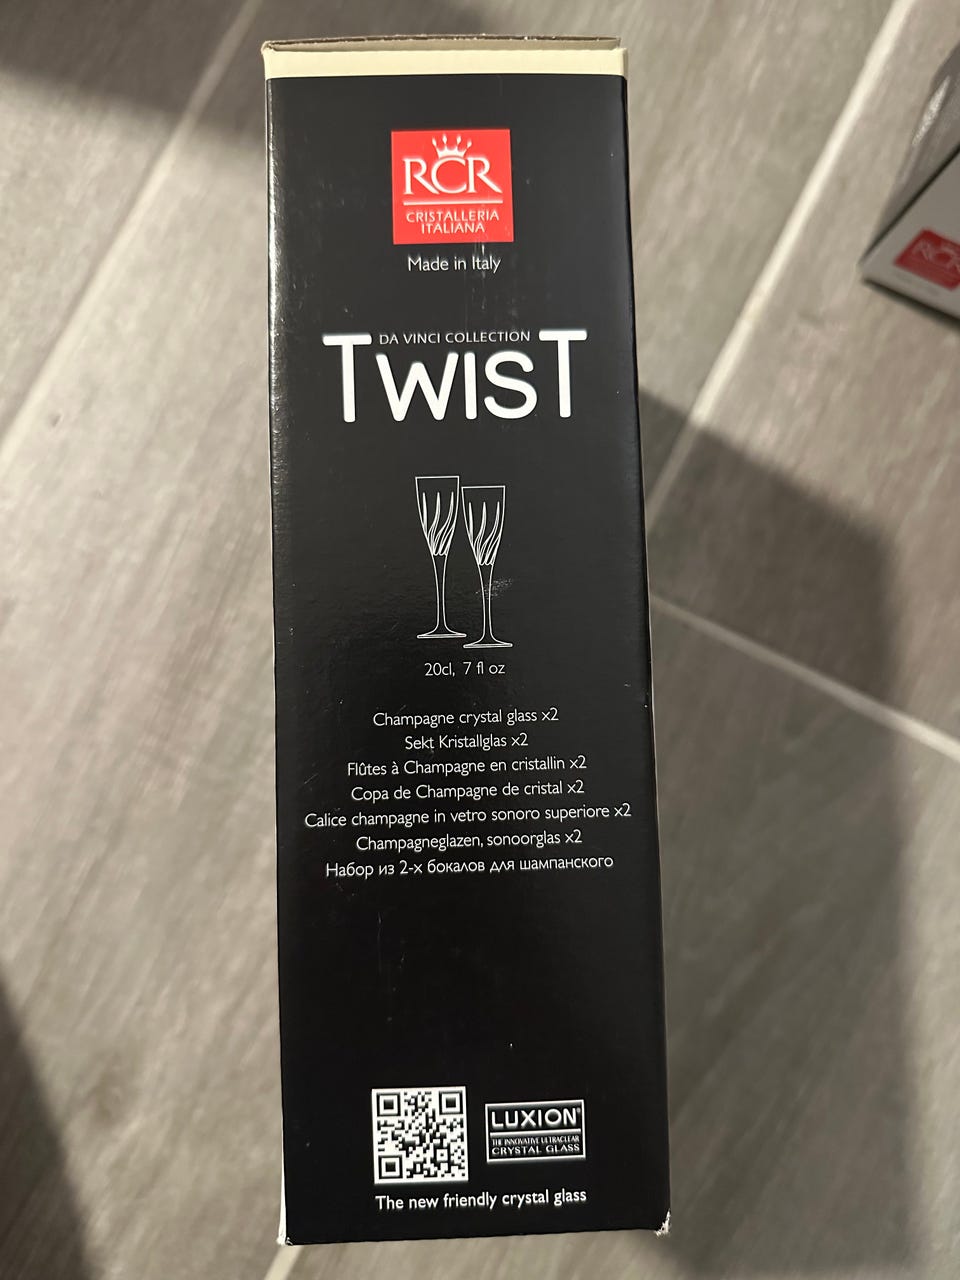 RCR
CRISTALLERIA
ITALIANA
Made in Italy
DA VINCI COLLECTION
TWIST
20cl, 7 fl oz
Champagne crystal glass x2
Sekt Kristallglas x2
Flûtes à Champagne en cristallin x2
Copa de Champagne de cristal x2
Calice champagne in vetro sonoro superiore x2
Champagneglazen, sonoorglas x2
Набор из 2-х бокалов для шампанского
LUXION®
THE INNOVATIVE ULTRACLEAR
CRYSTAL GLASS
The new friendly crystal glass
RCR